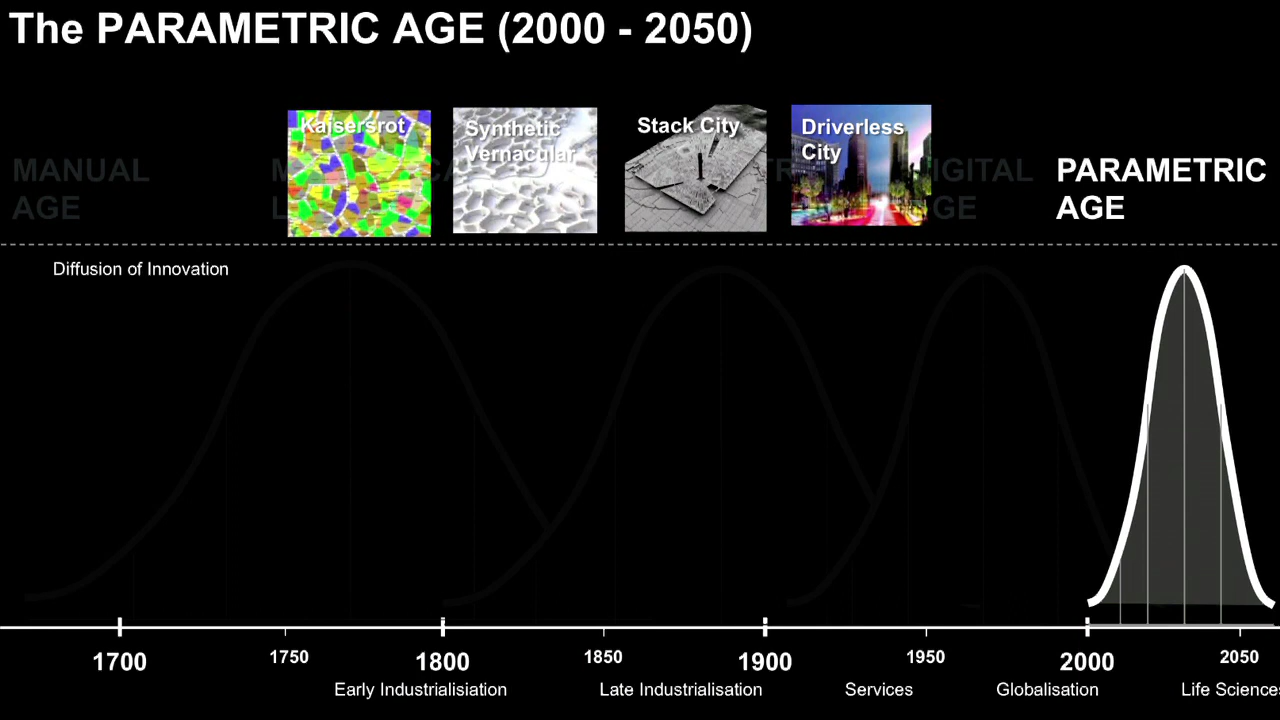 The PARAMETRIC AGE (2000 - 2050)
Kaisersrot
Synthetic
Vernacular
Stack City
Driverless
City
MANUAL
AGE
PARAMETRIC
AGE
Diffusion of Innovation
1700
1750
1800
1850
1900
1950
2000
2050
Early Industrialisiation
Late Industrialisation
Services
Globalisation
Life Sciences